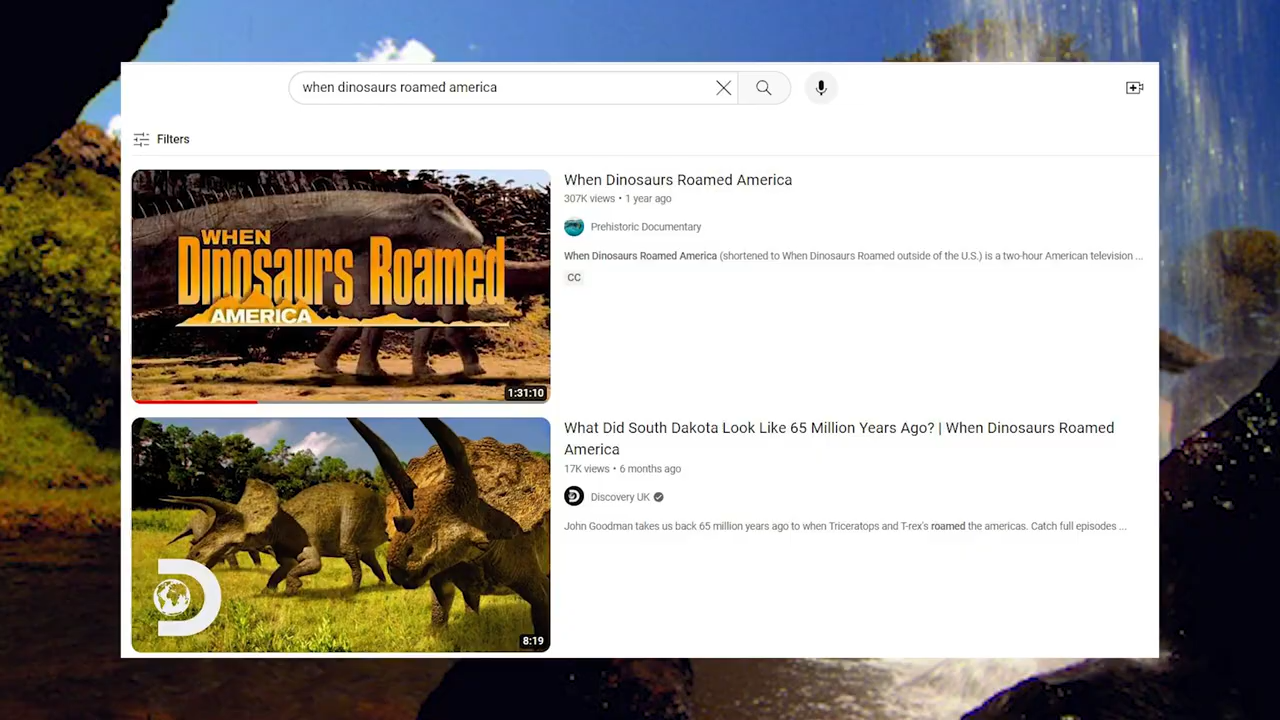 when dinosaurs roamed america
Filters
WHEN
Dinosaurs Roamed
AMERICA
1:31:10
When Dinosaurs Roamed America
307K views • 1 year ago
Prehistoric Documentary
When Dinosaurs Roamed America (shortened to When Dinosaurs Roamed outside of the U.S.) is a two-hour American television ...
CC
8:19
What Did South Dakota Look Like 65 Million Years Ago? | When Dinosaurs Roamed
America
17K views • 6 months ago
Discovery UK
John Goodman takes us back 65 million years ago to when Triceratops and T-rex's roamed the americas. Catch full episodes ...